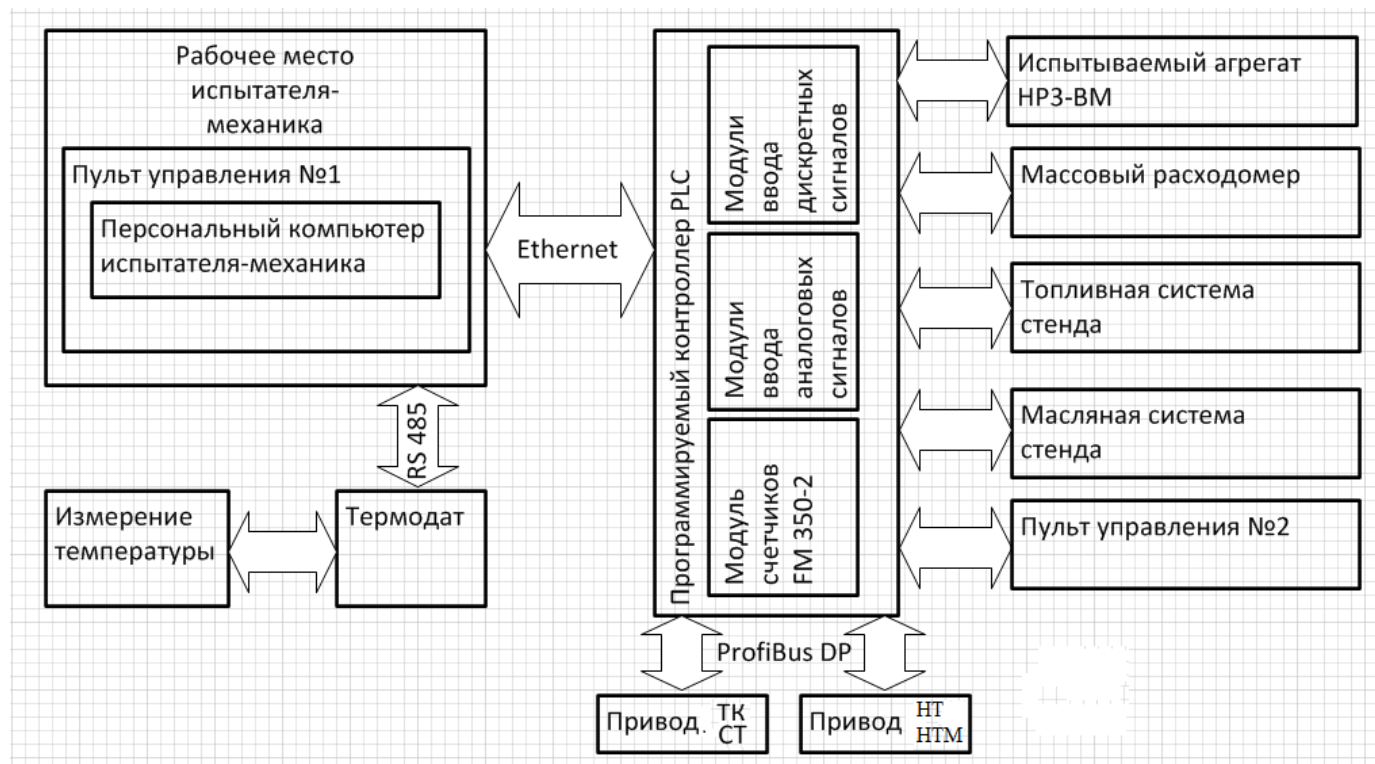 Рабочее место
испытателя-
механика
Пульт управления №1
Персональный компьютер
испытателя-механика
Ethernet
RS 485
Измерение
температуры
Термодат
Программируемый контроллер PLC
Модули
ввода
дискретных
сигналов
Модули
ввода
аналоговых
сигналов
Модуль
счетчиков
FM 350-2
Испытываемый агрегат
НР3-ВМ
Массовый расходомер
Топливная система
стенда
Масляная система
стенда
Пульт управления №2
ProfiBus DP
Привод. ТК
СТ
Привод НТ
НТМ